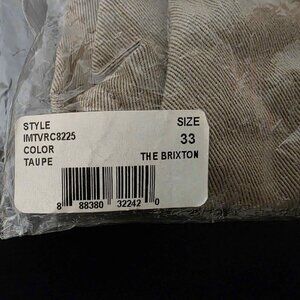 STYLE SIZE
IMTVRC8225 33
COLOR
TAUPE THE BRIXTON
8 88380 32242 0